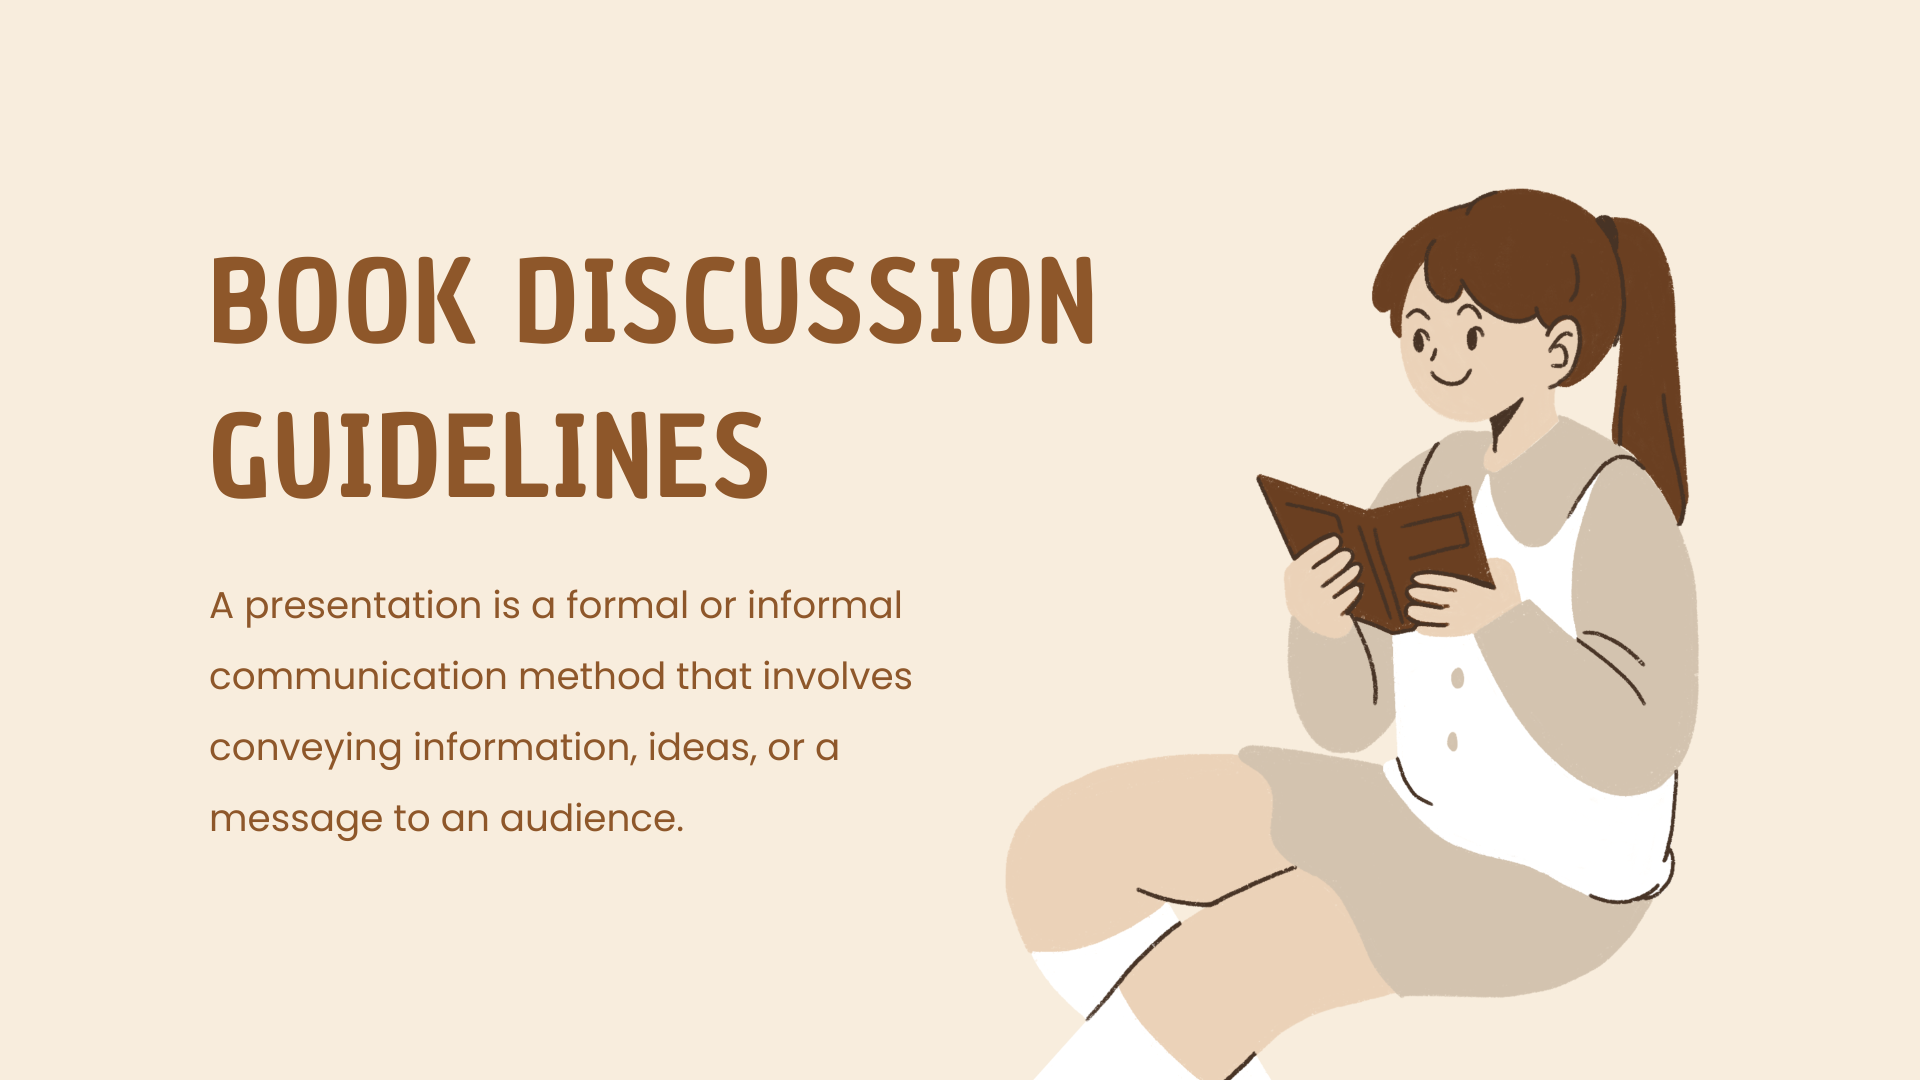 BOOK DISCUSSION
GUIDELINES
A presentation is a formal or informal
communication method that involves
conveying information, ideas, or a
message to an audience.